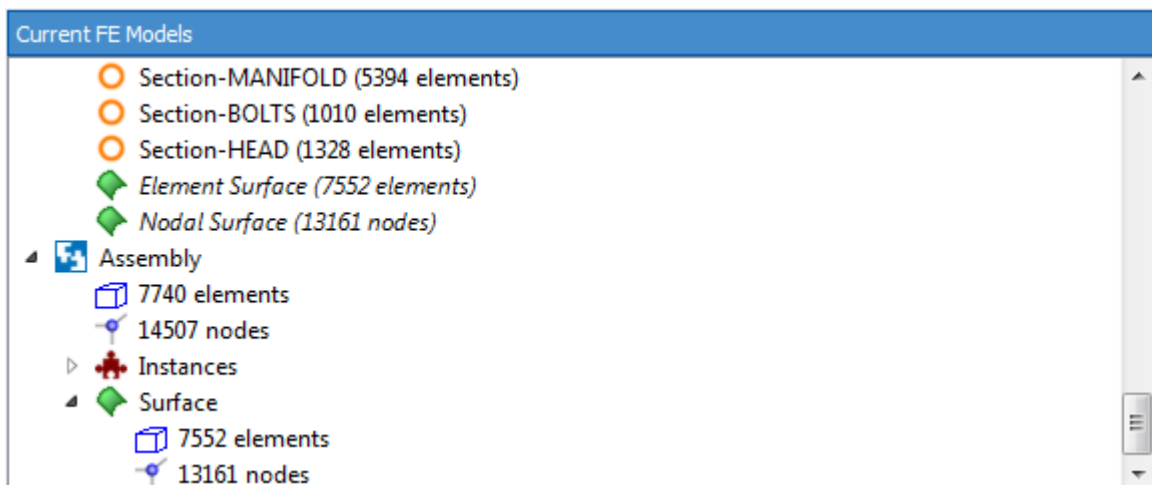 Current FE Models
Section-MANIFOLD (5394 elements)
Section-BOLTS (1010 elements)
Section-HEAD (1328 elements)
Element Surface (7552 elements)
Nodal Surface (13161 nodes)
Assembly
7740 elements
14507 nodes
Instances
Surface
7552 elements
13161 nodes